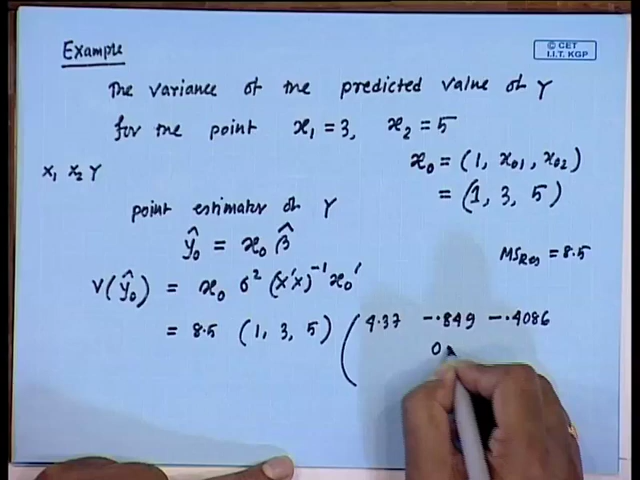 Example
© CET
I.I.T. KGP
The variance of the predicted value of Y
for the point x₁ = 3, x₂ = 5
x₀ = (1, x₀₁, x₀₂)
x₁ x₂ Y
= (1, 3, 5)
point estimator of Y
ŷ₀ = x₀ β̂
MS_Res = 8.5
V(ŷ₀) = x₀ σ² (x'x)⁻¹ x₀'
= 8.5 (1, 3, 5) ( 4.37 -.849 -.4086
0.